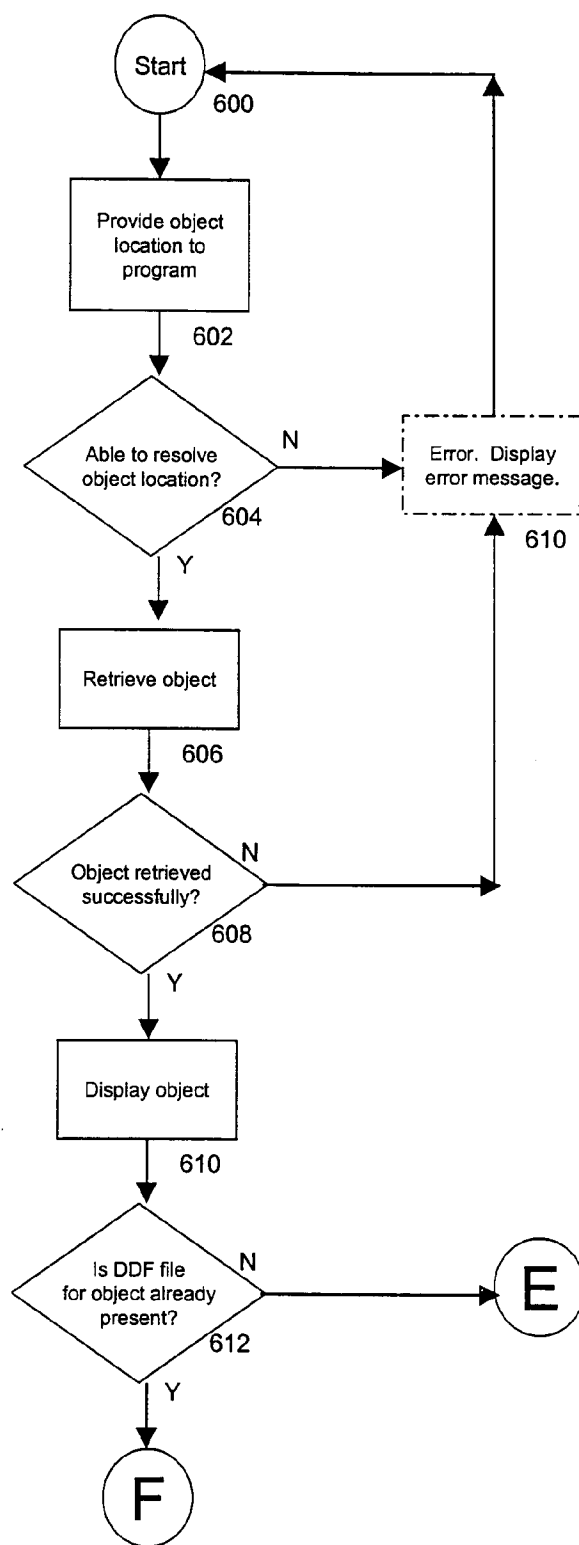 Start
600
Provide object
location to
program
602
Able to resolve
object location?
604
N
Y
Error. Display
error message.
610
Retrieve object
606
Object retrieved
successfully?
608
N
Y
Display object
610
Is DDF file
for object already
present?
612
N
E
Y
F